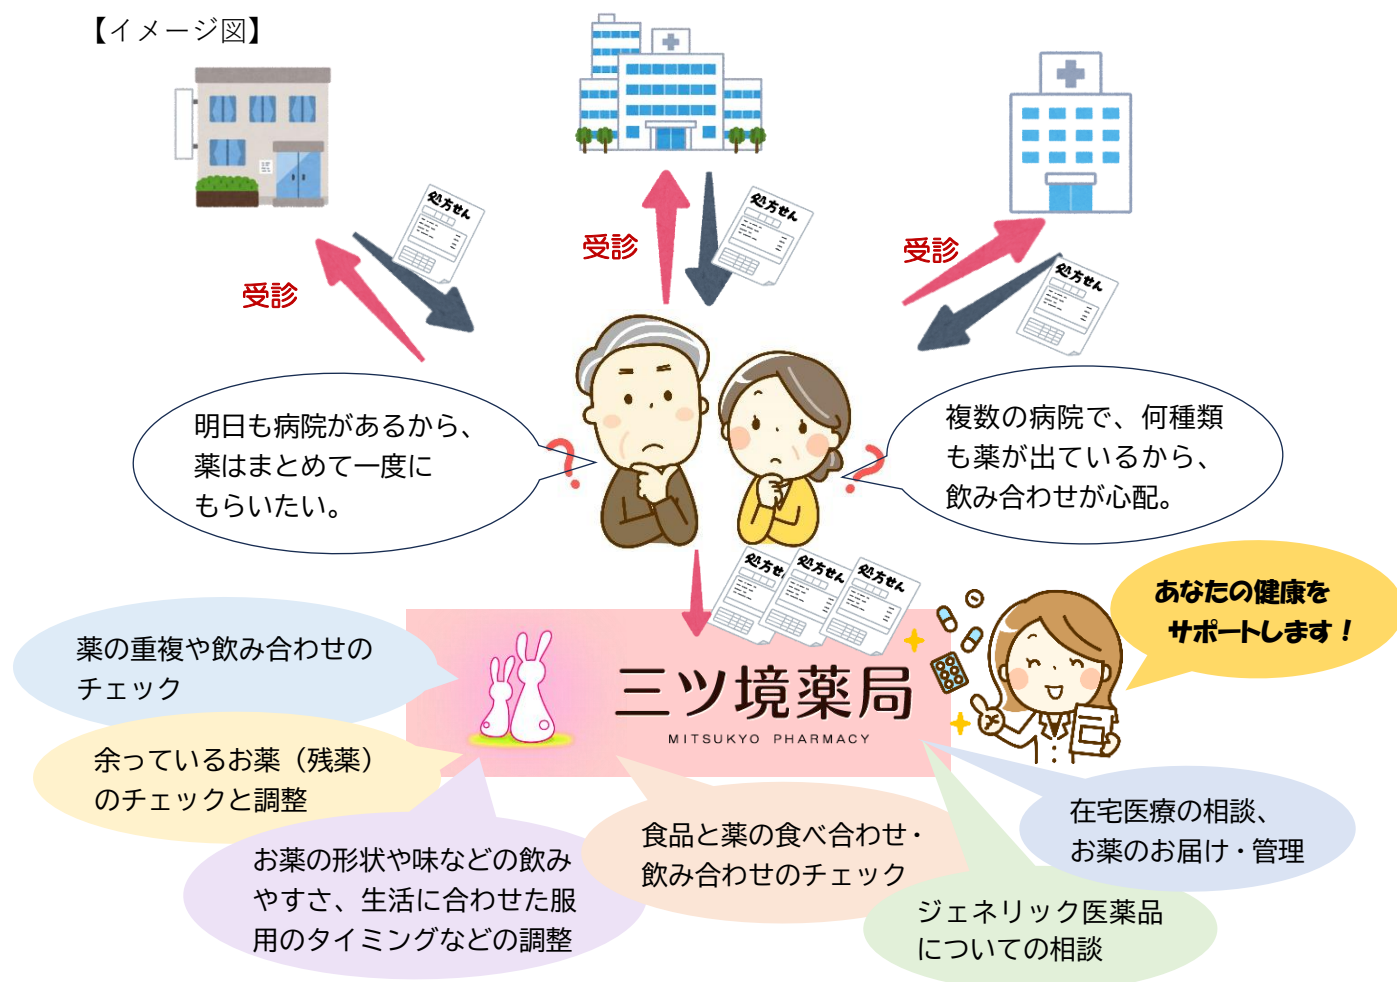 【イメージ図】
処方せん
処方せん
処方せん
受診
受診
受診
明日も病院があるから、
薬はまとめて一度に
もらいたい。
複数の病院で、何種類
も薬が出ているから、
飲み合わせが心配。
?
?
処方せん
処方せん
処方せん
あなたの健康を
サポートします！
三ツ境薬局
MITSUKYO PHARMACY
薬の重複や飲み合わせの
チェック
余っているお薬（残薬）
のチェックと調整
お薬の形状や味などの飲み
やすさ、生活に合わせた服
用のタイミングなどの調整
食品と薬の食べ合わせ・
飲み合わせのチェック
ジェネリック医薬品
についての相談
在宅医療の相談、
お薬のお届け・管理